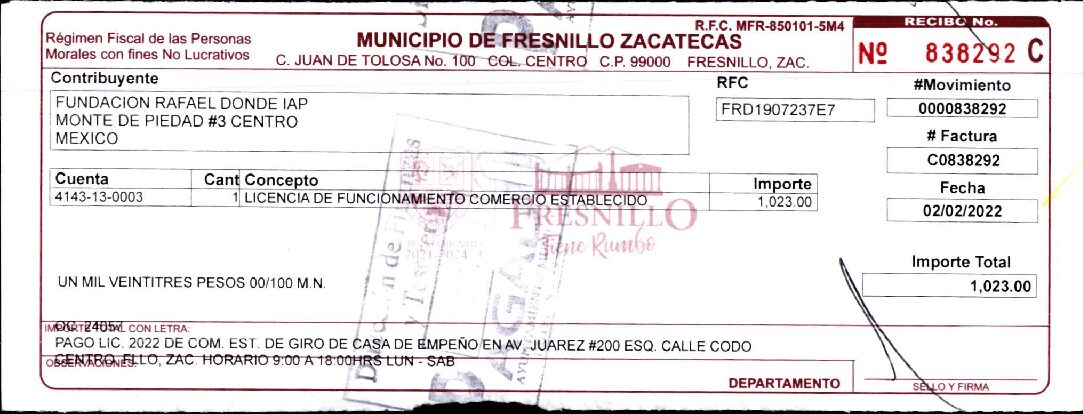 Régimen Fiscal de las Personas
Morales con fines No Lucrativos
MUNICIPIO DE FRESNILLO ZACATECAS
R.F.C. MFR-850101-5M4
C. JUAN DE TOLOSA No. 100 COL. CENTRO C.P. 99000 FRESNILLO, ZAC.
RECIBO No.
Nº 838292 C
Contribuyente
FUNDACION RAFAEL DONDE IAP
MONTE DE PIEDAD #3 CENTRO
MEXICO
RFC
FRD1907237E7
#Movimiento
0000838292
# Factura
C0838292
Fecha
02/02/2022
Cuenta Cant Concepto Importe
4143-13-0003 1 LICENCIA DE FUNCIONAMIENTO COMERCIO ESTABLECIDO 1,023.00
FRESNILLO
Tiene Rumbo
2021-2024
Importe Total
1,023.00
UN MIL VEINTITRES PESOS 00/100 M.N.
IMPORTE TOTAL CON LETRA:
OC. 24057
PAGO LIC. 2022 DE COM. EST. DE GIRO DE CASA DE EMPEÑO EN AV. JUAREZ #200 ESQ. CALLE CODO
CENTRO, FLLO, ZAC. HORARIO 9:00 A 18:00HRS LUN - SAB
OBSERVACIONES:
DEPARTAMENTO
SELLO Y FIRMA